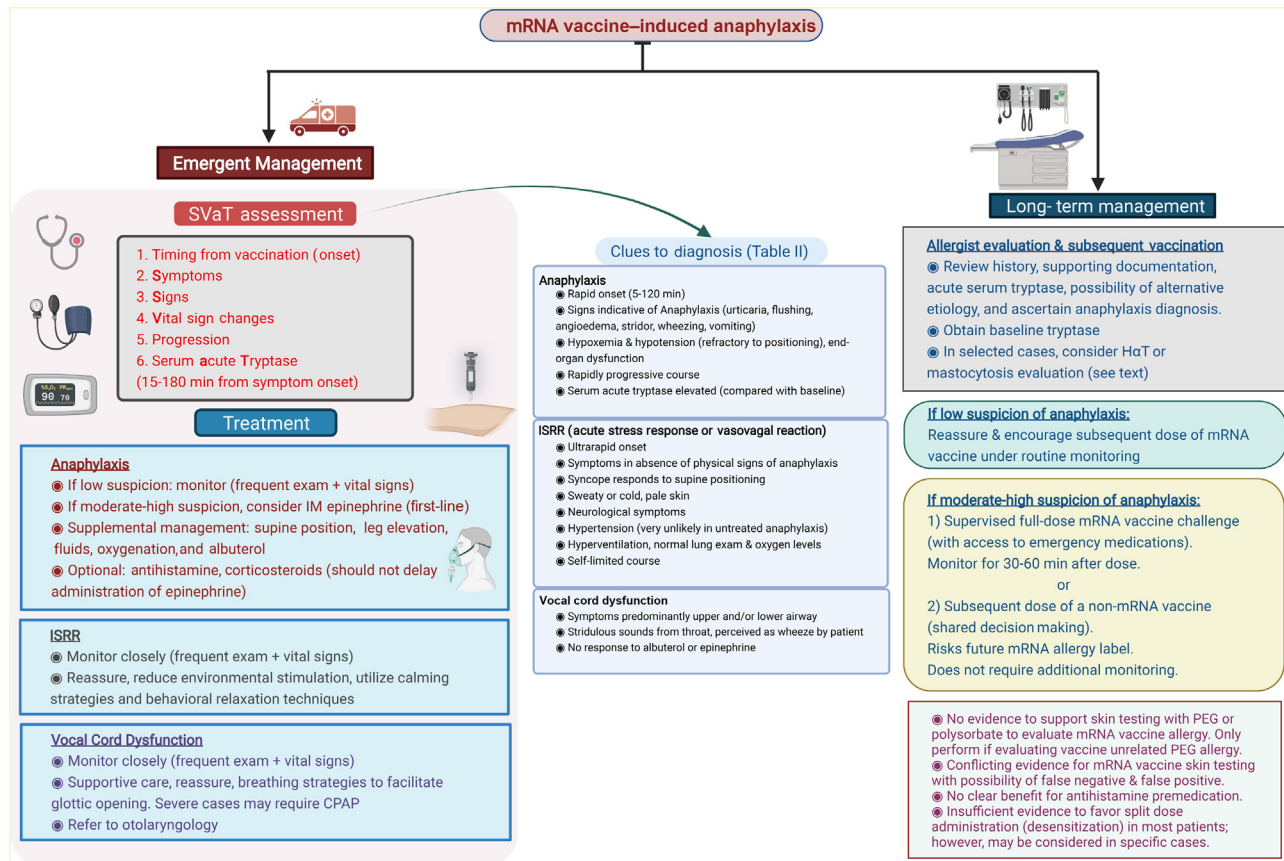 mRNA vaccine–induced anaphylaxis
Emergent Management
SVaT assessment
1. Timing from vaccination (onset)
2. Symptoms
3. Signs
4. Vital sign changes
5. Progression
6. Serum acute Tryptase
(15-180 min from symptom onset)
%SpO2 PRbpm
90 70
Treatment
Anaphylaxis
◉ If low suspicion: monitor (frequent exam + vital signs)
◉ If moderate-high suspicion, consider IM epinephrine (first-line)
◉ Supplemental management: supine position, leg elevation,
fluids, oxygenation,and albuterol
◉ Optional: antihistamine, corticosteroids (should not delay
administration of epinephrine)
ISRR
◉ Monitor closely (frequent exam + vital signs)
◉ Reassure, reduce environmental stimulation, utilize calming
strategies and behavioral relaxation techniques
Vocal Cord Dysfunction
◉ Monitor closely (frequent exam + vital signs)
◉ Supportive care, reassure, breathing strategies to facilitate
glottic opening. Severe cases may require CPAP
◉ Refer to otolaryngology
Clues to diagnosis (Table II)
Anaphylaxis
◉ Rapid onset (5-120 min)
◉ Signs indicative of Anaphylaxis (urticaria, flushing,
angioedema, stridor, wheezing, vomiting)
◉ Hypoxemia & hypotension (refractory to positioning), end-
organ dysfunction
◉ Rapidly progressive course
◉ Serum acute tryptase elevated (compared with baseline)
ISRR (acute stress response or vasovagal reaction)
◉ Ultrarapid onset
◉ Symptoms in absence of physical signs of anaphylaxis
◉ Syncope responds to supine positioning
◉ Sweaty or cold, pale skin
◉ Neurological symptoms
◉ Hypertension (very unlikely in untreated anaphylaxis)
◉ Hyperventilation, normal lung exam & oxygen levels
◉ Self-limited course
Vocal cord dysfunction
◉ Symptoms predominantly upper and/or lower airway
◉ Stridulous sounds from throat, perceived as wheeze by patient
◉ No response to albuterol or epinephrine
Long- term management
Allergist evaluation & subsequent vaccination
◉ Review history, supporting documentation,
acute serum tryptase, possibility of alternative
etiology, and ascertain anaphylaxis diagnosis.
◉ Obtain baseline tryptase
◉ In selected cases, consider HαT or
mastocytosis evaluation (see text)
If low suspicion of anaphylaxis:
Reassure & encourage subsequent dose of mRNA
vaccine under routine monitoring
If moderate-high suspicion of anaphylaxis:
1) Supervised full-dose mRNA vaccine challenge
(with access to emergency medications).
Monitor for 30-60 min after dose.
or
2) Subsequent dose of a non-mRNA vaccine
(shared decision making).
Risks future mRNA allergy label.
Does not require additional monitoring.
◉ No evidence to support skin testing with PEG or
polysorbate to evaluate mRNA vaccine allergy. Only
perform if evaluating vaccine unrelated PEG allergy.
◉ Conflicting evidence for mRNA vaccine skin testing
with possibility of false negative & false positive.
◉ No clear benefit for antihistamine premedication.
◉ Insufficient evidence to favor split dose
administration (desensitization) in most patients;
however, may be considered in specific cases.